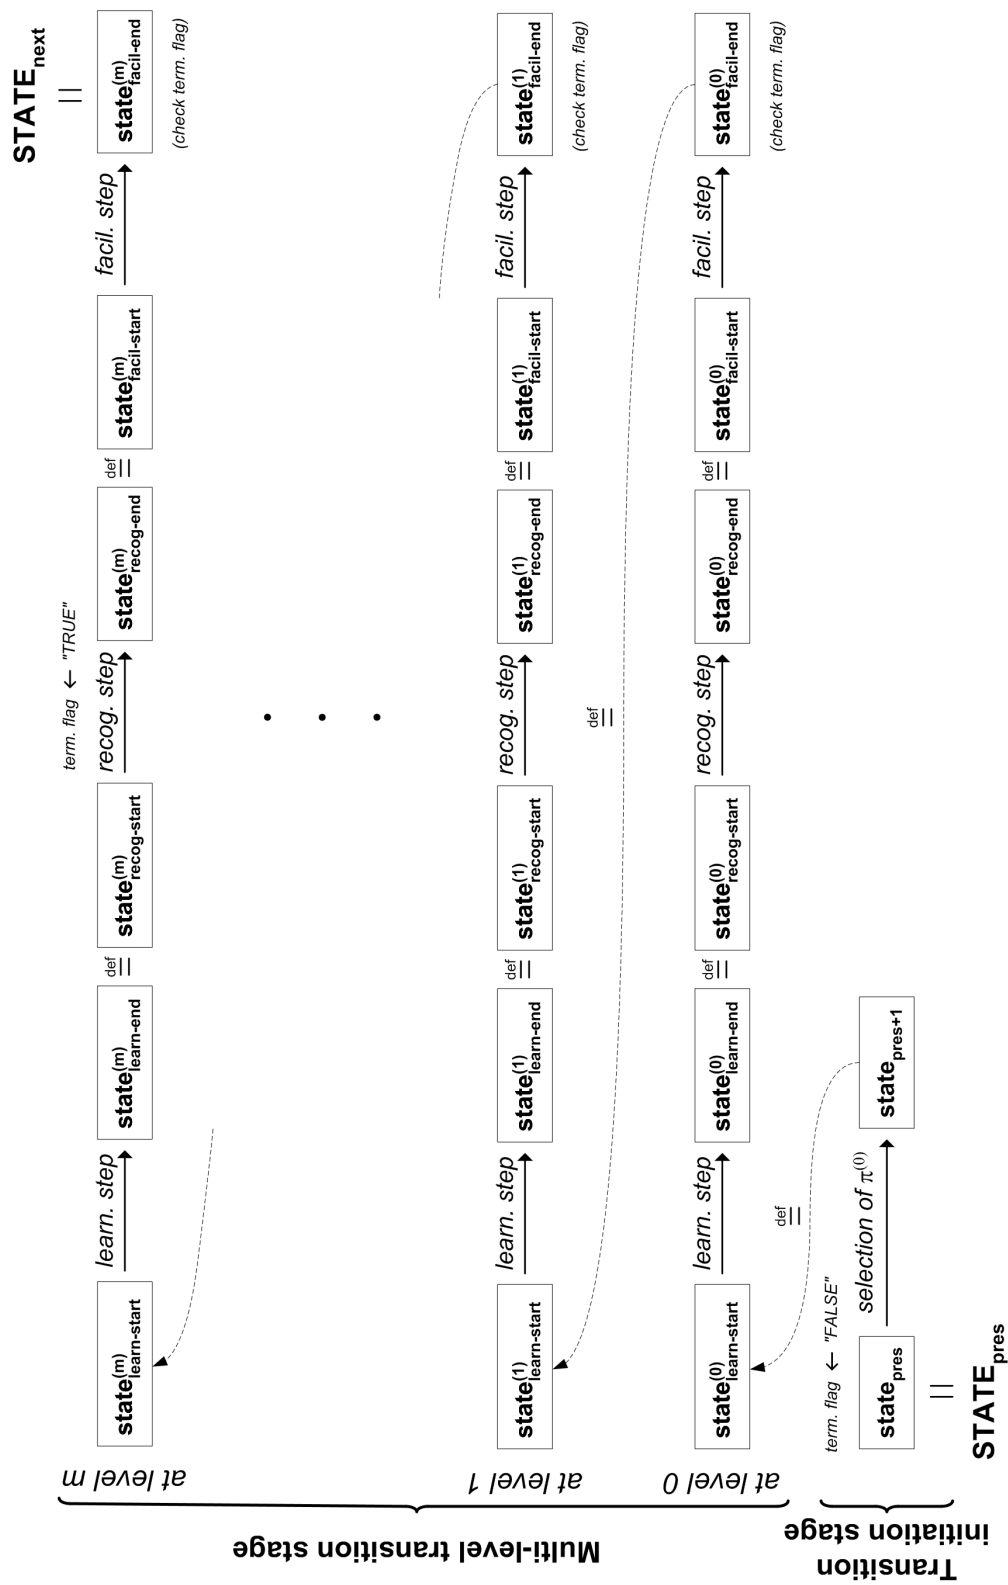 STATE_next
||
at level m
state^(m)_learn-start
learn. step
state^(m)_learn-end
def
=
state^(m)_recog-start
term. flag ← "TRUE"
recog. step
state^(m)_recog-end
def
=
state^(m)_facil-start
facil. step
state^(m)_facil-end
(check term. flag)
. . .
Multi-level transition stage
at level 1
state^(1)_learn-start
learn. step
state^(1)_learn-end
def
=
state^(1)_recog-start
recog. step
state^(1)_recog-end
def
=
state^(1)_facil-start
facil. step
state^(1)_facil-end
(check term. flag)
def
=
at level 0
state^(0)_learn-start
learn. step
state^(0)_learn-end
def
=
state^(0)_recog-start
recog. step
state^(0)_recog-end
def
=
state^(0)_facil-start
facil. step
state^(0)_facil-end
(check term. flag)
def
=
Transition
initiation stage
term. flag ← "FALSE"
state_pres
selection of π^(0)
state_pres+1
||
STATE_pres